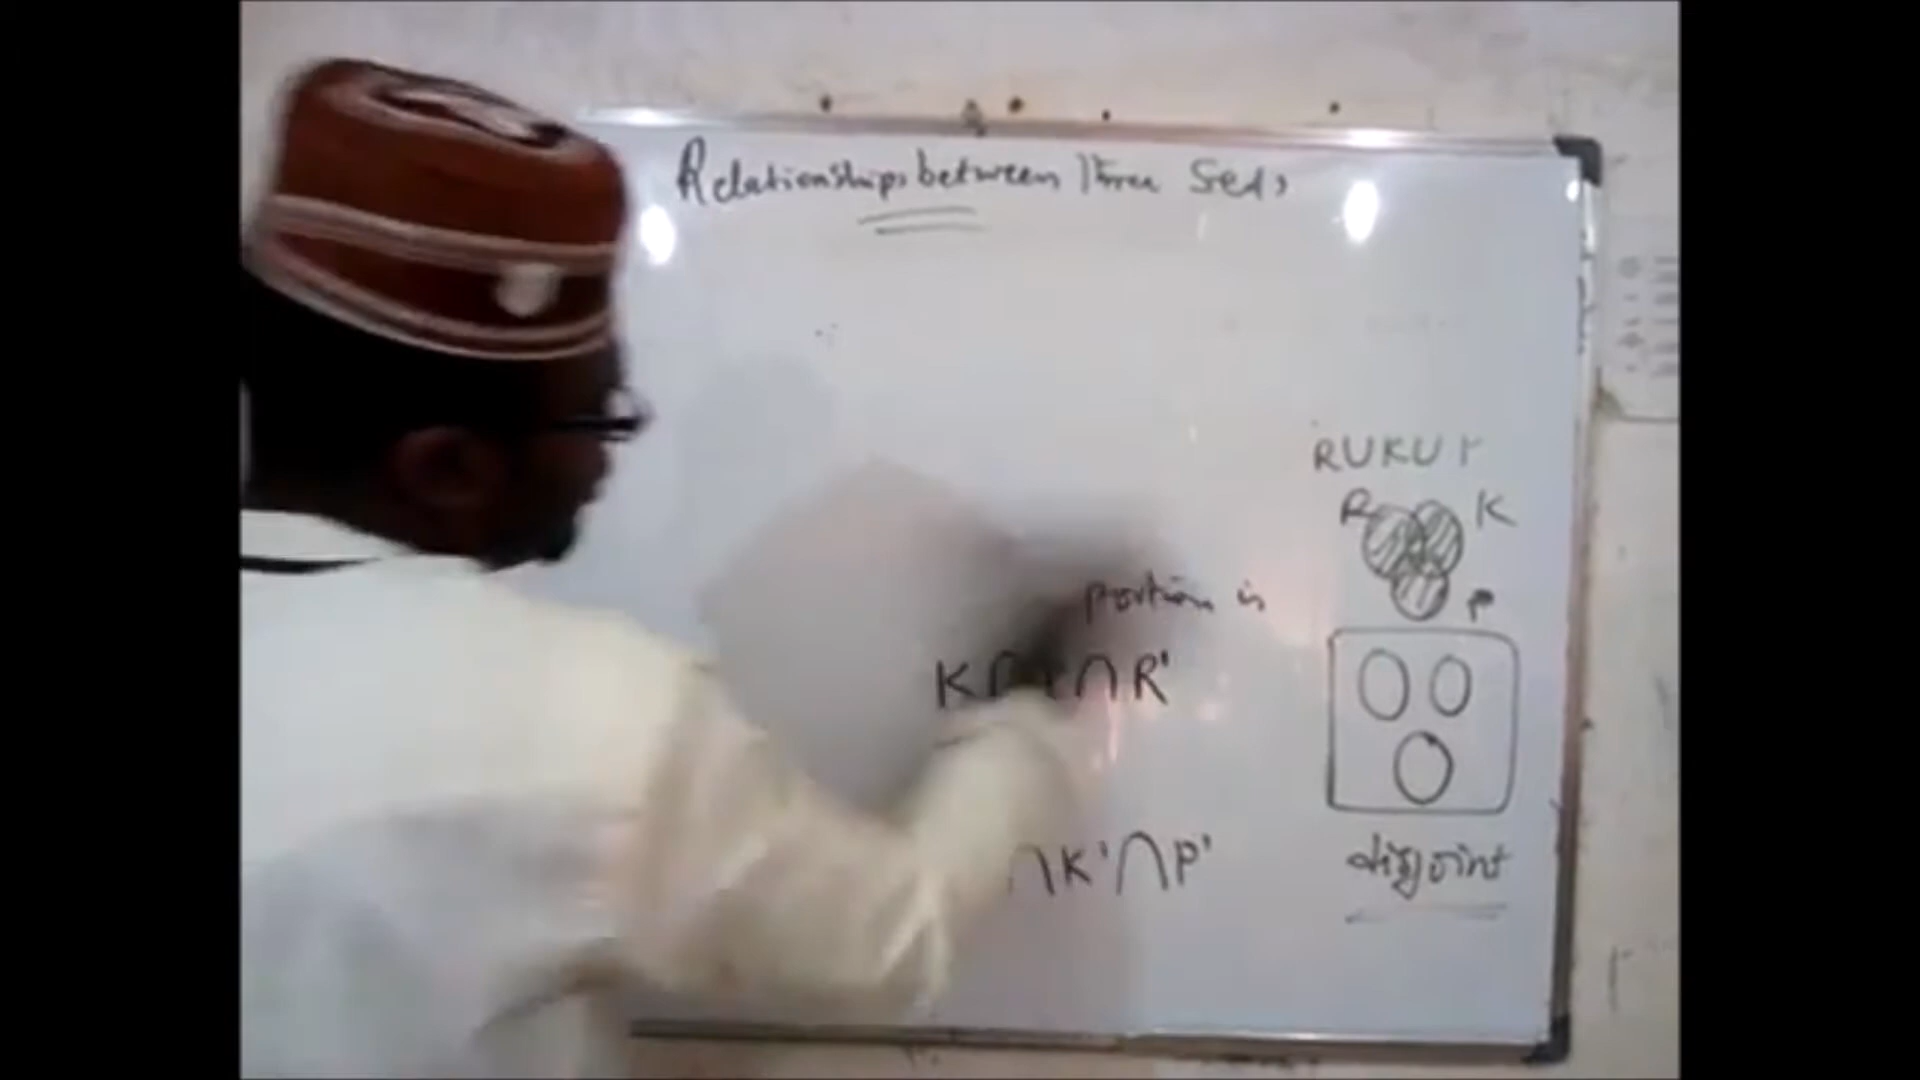 Relationships between Three Sets
RUKUP
R K
P
portion is
K ∩ ∩ R'
∩ K' ∩ P'
disjoint